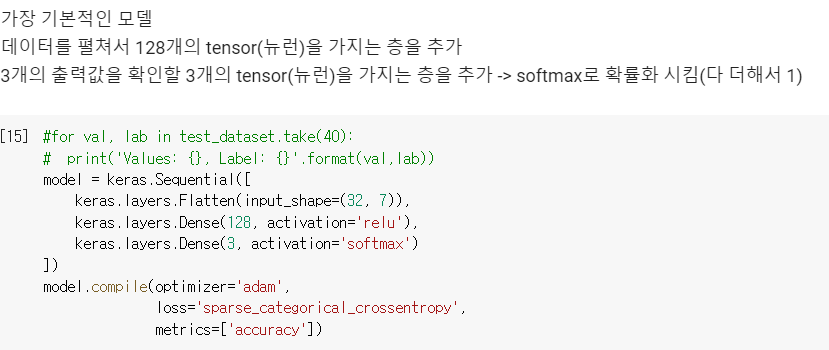 가장 기본적인 모델
데이터를 펼쳐서 128개의 tensor(뉴런)을 가지는 층을 추가
3개의 출력값을 확인할 3개의 tensor(뉴런)을 가지는 층을 추가 -> softmax로 확률화 시킴(다 더해서 1)
[15] #for val, lab in test_dataset.take(40):
#  print('Values: {}, Label: {}'.format(val,lab))
model = keras.Sequential([
    keras.layers.Flatten(input_shape=(32, 7)),
    keras.layers.Dense(128, activation='relu'),
    keras.layers.Dense(3, activation='softmax')
])
model.compile(optimizer='adam',
              loss='sparse_categorical_crossentropy',
              metrics=['accuracy'])